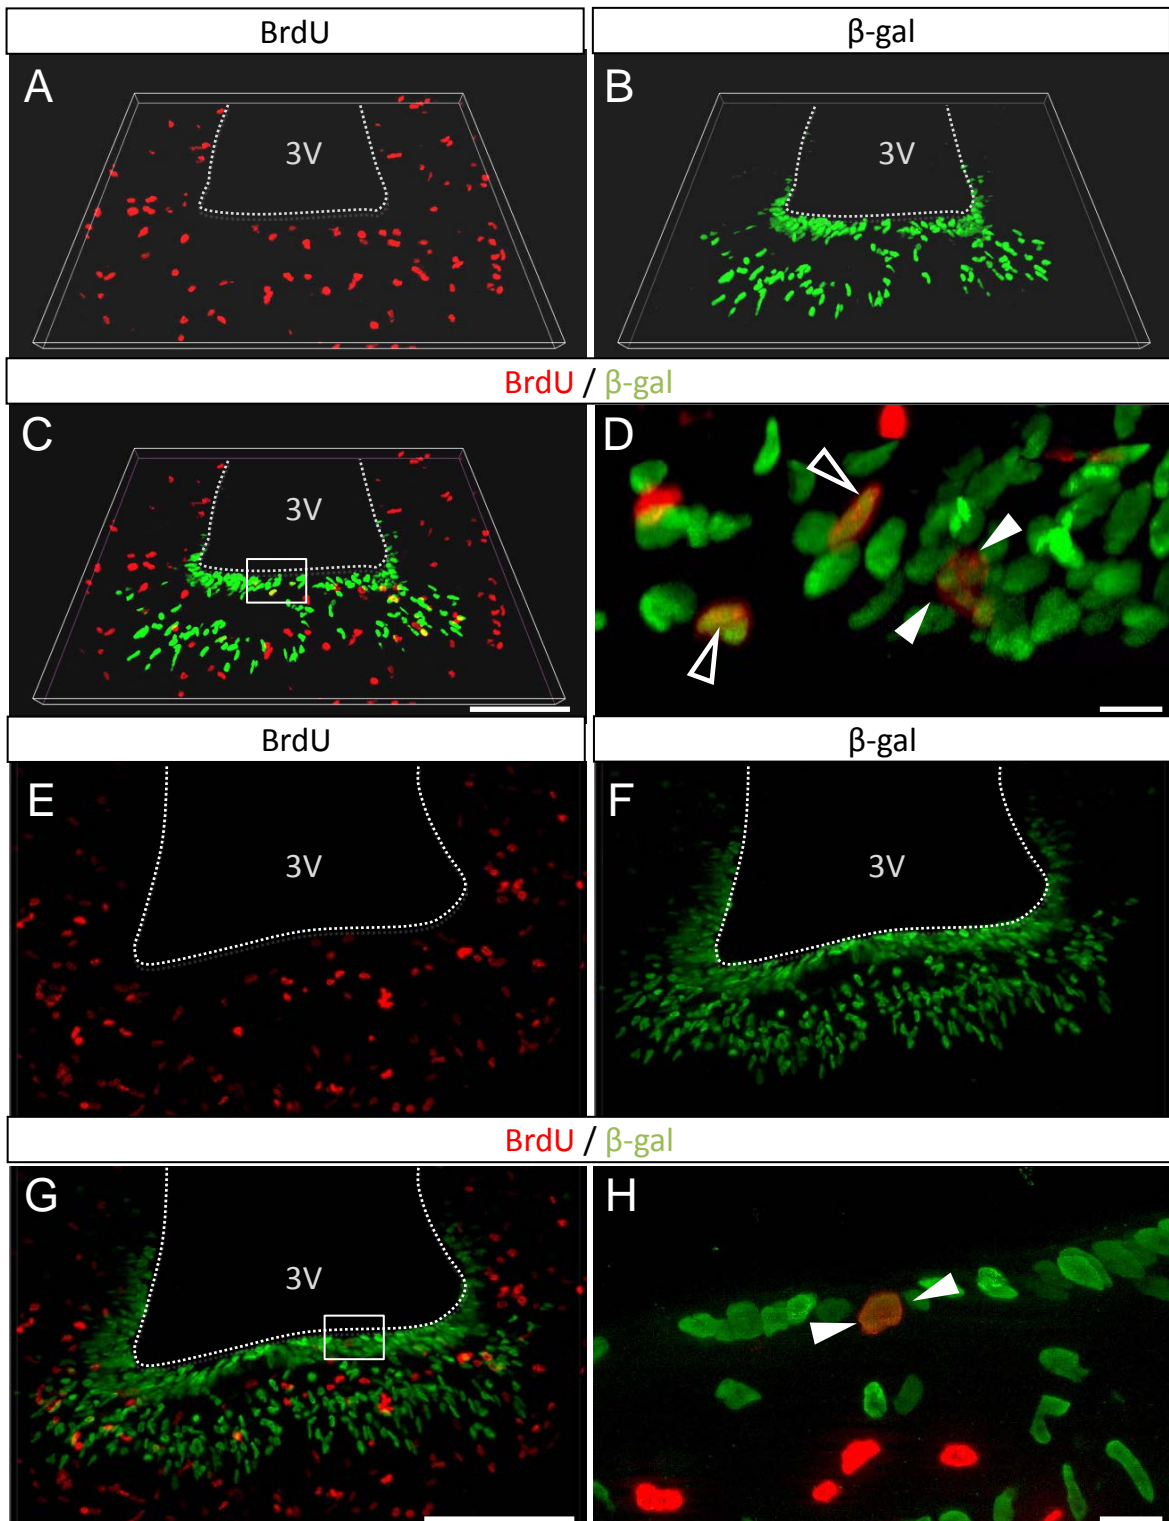 BrdU
β-gal
A
3V
B
3V
BrdU / β-gal
C
3V
D
BrdU
β-gal
E
3V
F
3V
BrdU / β-gal
G
3V
H